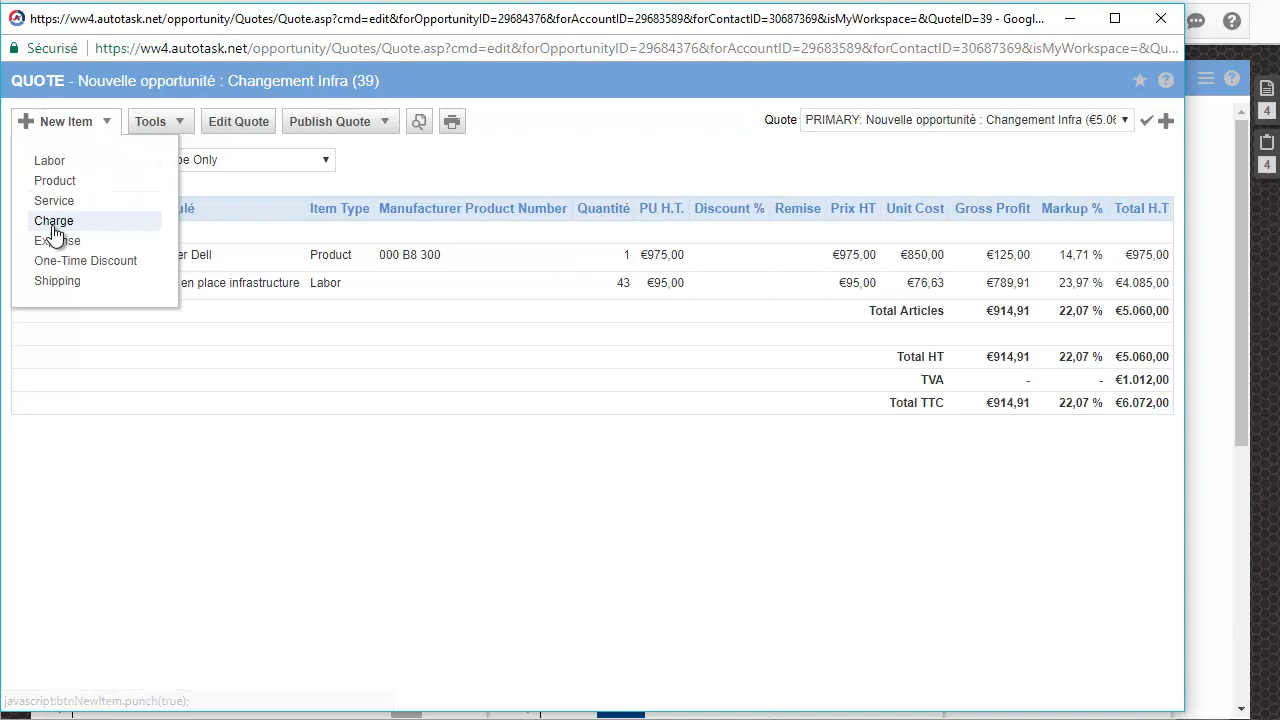 https://ww4.autotask.net/opportunity/Quotes/Quote.asp?cmd=edit&forOpportunityID=29684376&forAccountID=29683589&forContactID=30687369&isMyWorkspace=&QuoteID=39 - Googl...
Sécurisé https://ww4.autotask.net/opportunity/Quotes/Quote.asp?cmd=edit&forOpportunityID=29684376&forAccountID=29683589&forContactID=30687369&isMyWorkspace=&Qu...
QUOTE - Nouvelle opportunité : Changement Infra (39)
New Item Tools Edit Quote Publish Quote Quote PRIMARY: Nouvelle opportunité : Changement Infra (€5.06
4
Labor Only
Product
4
Service
Item Type Manufacturer Product Number Quantité PU H.T. Discount % Remise Prix HT Unit Cost Gross Profit Markup % Total H.T
Charge
Dell Product 000 B8 300 1 €975,00 €975,00 €850,00 €125,00 14,71 % €975,00
One-Time Discount
Shipping en place infrastructure Labor 43 €95,00 €95,00 €76,63 €789,91 23,97 % €4.085,00
Total Articles €914,91 22,07 % €5.060,00
Total HT €914,91 22,07 % €5.060,00
TVA - - €1.012,00
Total TTC €914,91 22,07 % €6.072,00
javascript:btnNewItem.punch(true);